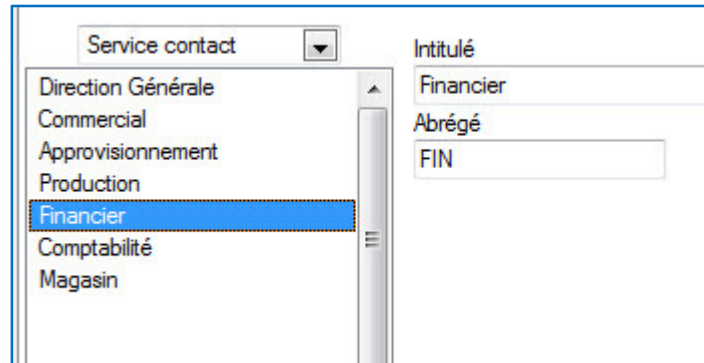 Service contact
Direction Générale
Commercial
Approvisionnement
Production
Financier
Comptabilité
Magasin
Intitulé
Financier
Abrégé
FIN